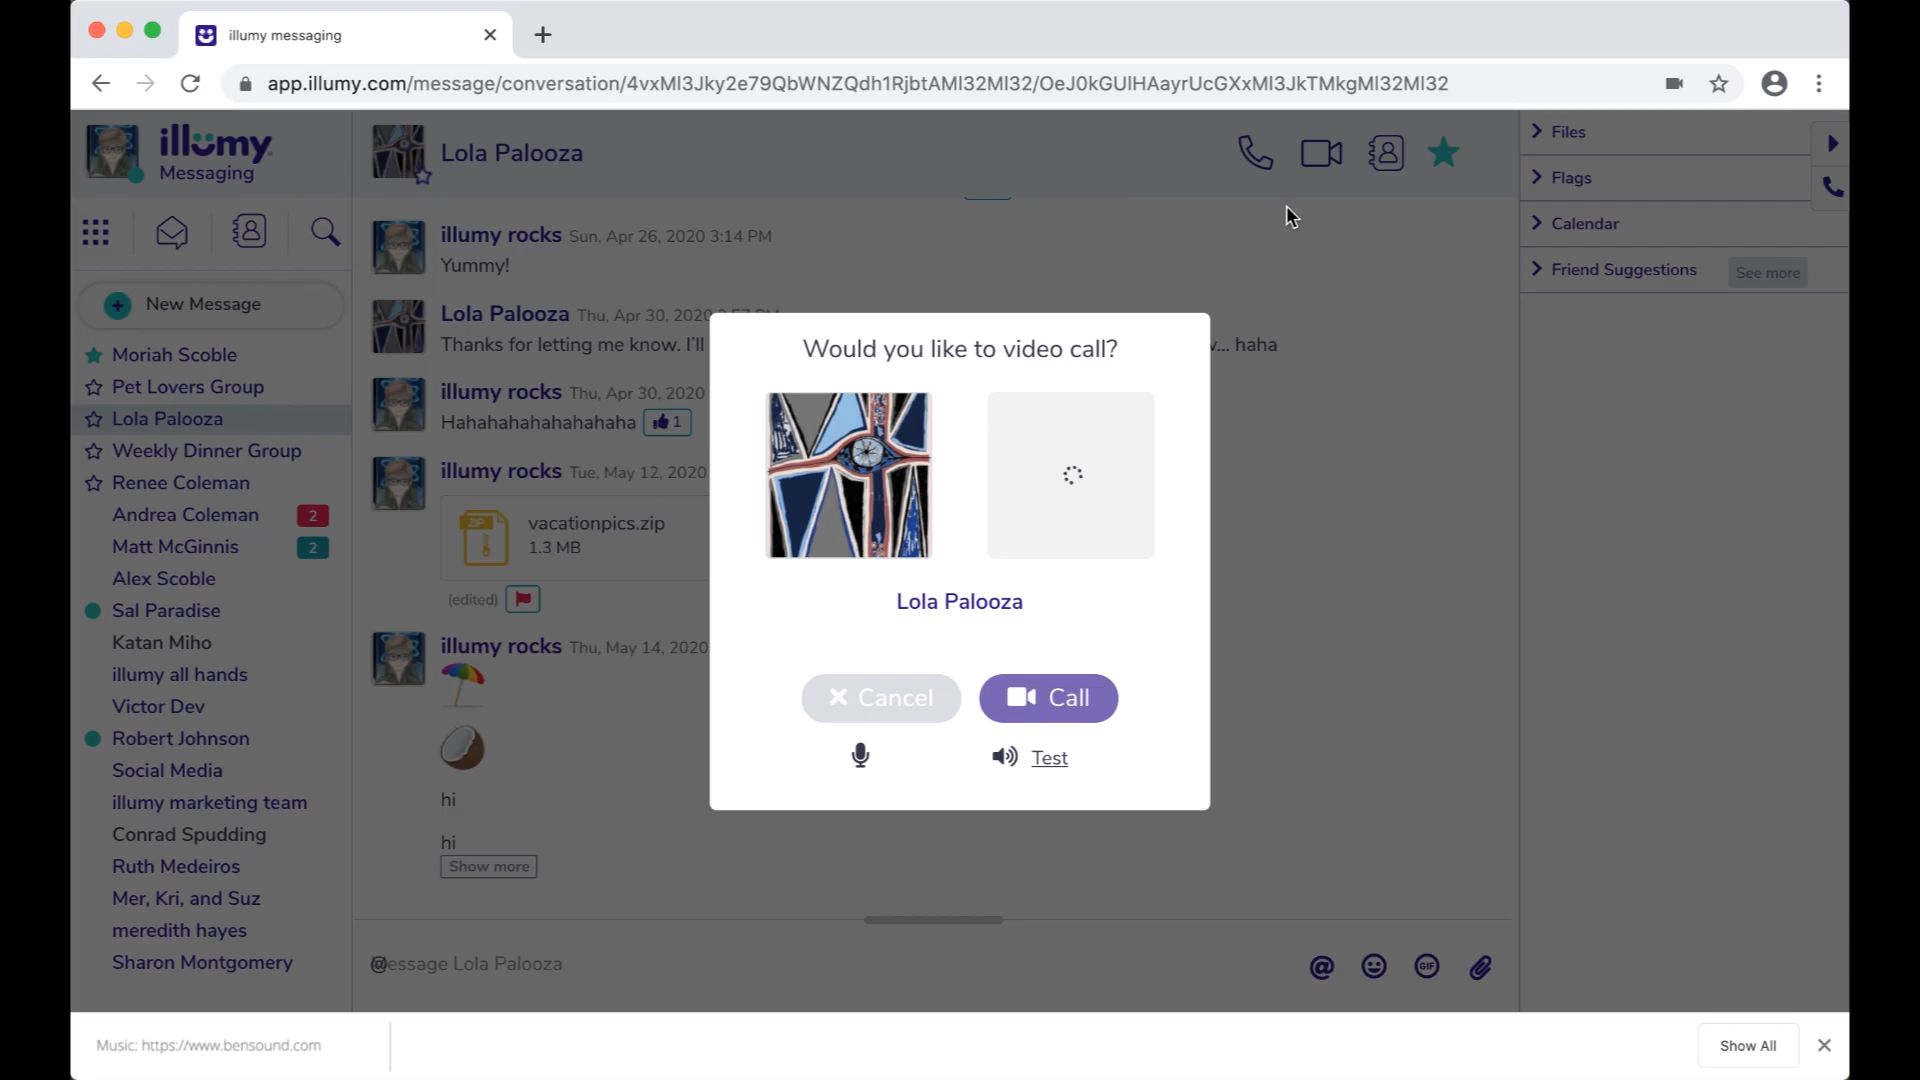 illumy messaging
app.illumy.com/message/conversation/4vxMl3Jky2e79QbWNZQdh1RjbtAMl32Ml32/OeJ0kGUlHAayrUcGXxMl3JkTMkgMl32Ml32
illumy
Messaging
New Message
Moriah Scoble
Pet Lovers Group
Lola Palooza
Weekly Dinner Group
Renee Coleman
Andrea Coleman 2
Matt McGinnis 2
Alex Scoble
Sal Paradise
Katan Miho
illumy all hands
Victor Dev
Robert Johnson
Social Media
illumy marketing team
Conrad Spudding
Ruth Medeiros
Mer, Kri, and Suz
meredith hayes
Sharon Montgomery
Lola Palooza
illumy rocks Sun, Apr 26, 2020 3:14 PM
Yummy!
Lola Palooza Thu, Apr 30, 2020
Thanks for letting me know. I'll ... haha
illumy rocks Thu, Apr 30, 2020
Hahahahahahahaha 1
illumy rocks Tue, May 12, 2020
ZIP
vacationpics.zip
1.3 MB
(edited)
illumy rocks Thu, May 14, 2020
hi
hi
Show more
@
essage Lola Palooza
@ GIF
Would you like to video call?
Lola Palooza
Cancel
Call
Test
Files
Flags
Calendar
Friend Suggestions See more
Music: https://www.bensound.com
Show All